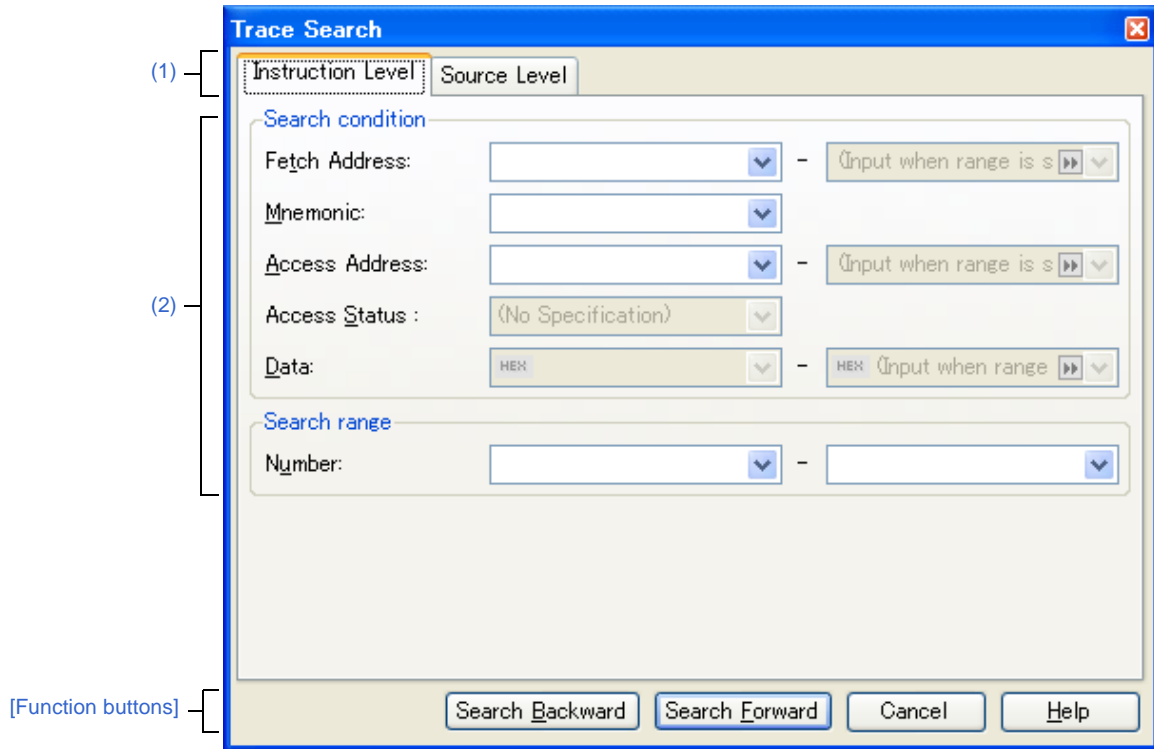 Trace Search
(1)
Instruction Level
Source Level
(2)
Search condition
Fetch Address:
- (Input when range is s
Mnemonic:
Access Address:
- (Input when range is s
Access Status :
(No Specification)
Data:
HEX
- HEX (Input when range
Search range
Number:
-
[Function buttons]
Search Backward
Search Forward
Cancel
Help